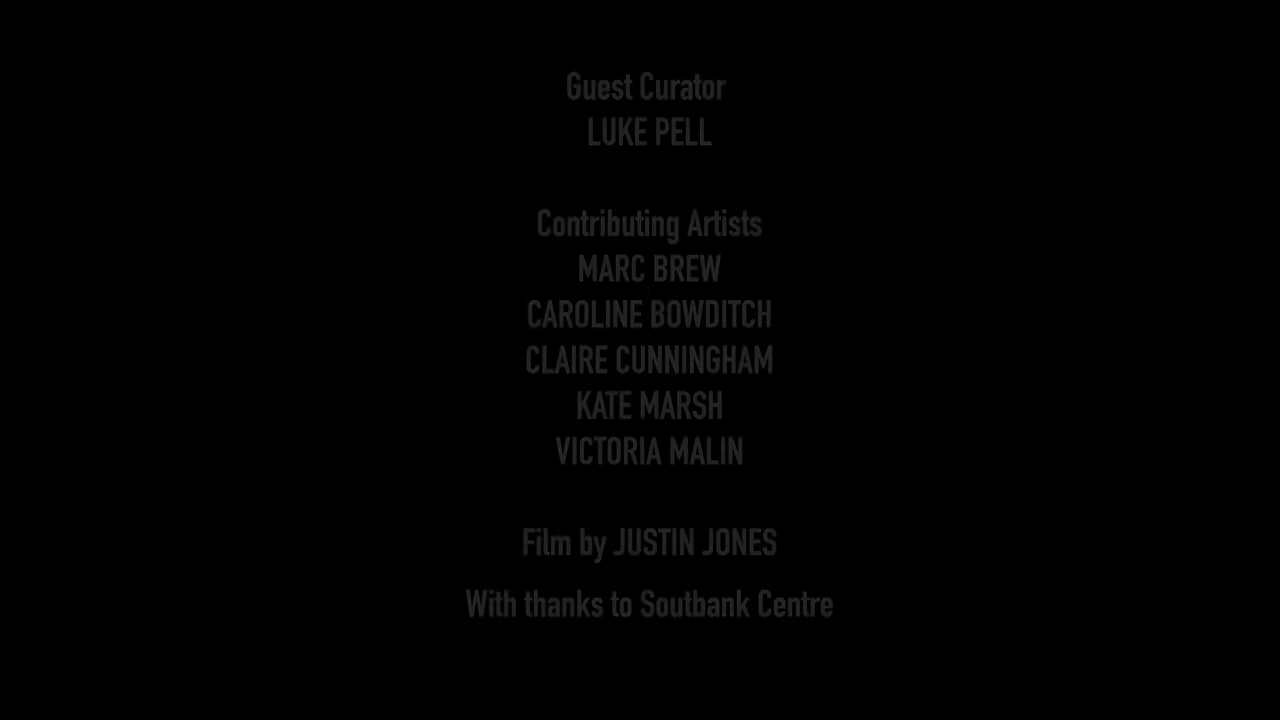 Guest Curator
LUKE PELL
Contributing Artists
MARC BREW
CAROLINE BOWDITCH
CLAIRE CUNNINGHAM
KATE MARSH
VICTORIA MALIN
Film by JUSTIN JONES
With thanks to Soutbank Centre